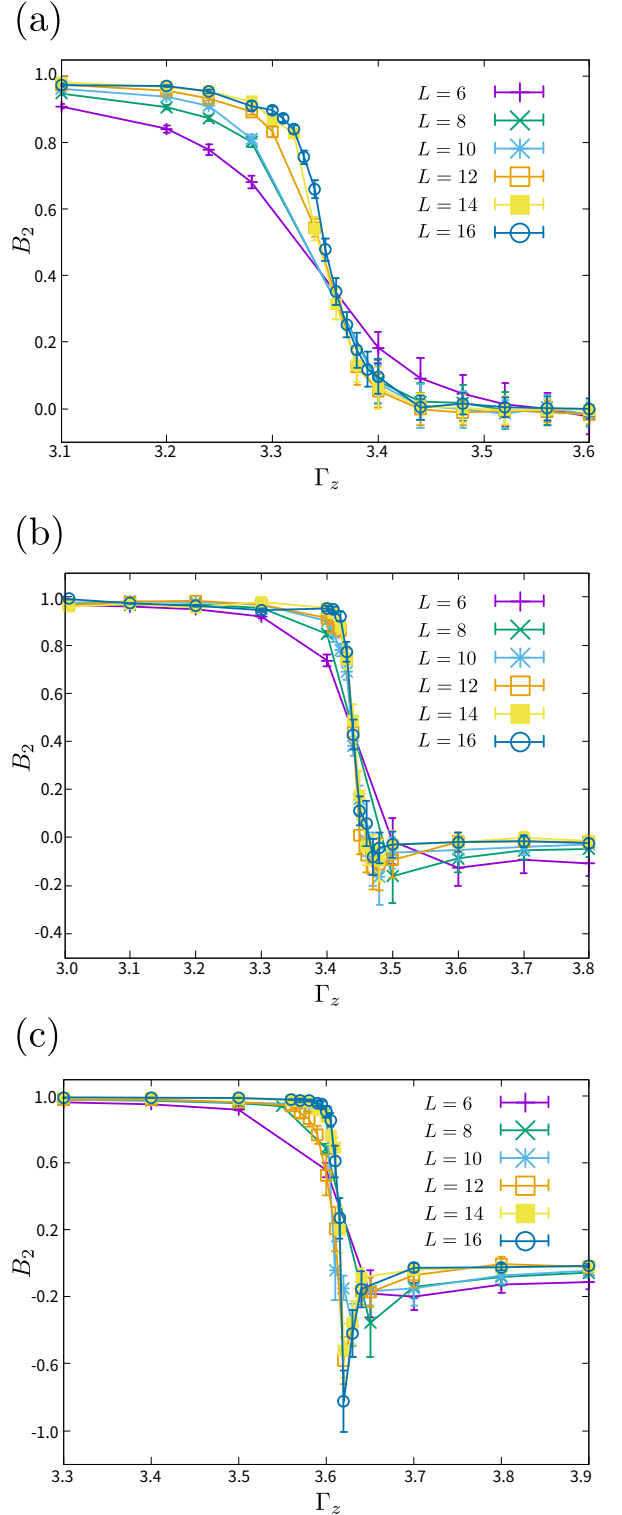 (a)
1.0
0.8
0.6
0.4
0.2
0.0
B₂
L = 6
L = 8
L = 10
L = 12
L = 14
L = 16
3.1 3.2 3.3 3.4 3.5 3.6
Γz
(b)
1.0
0.8
0.6
0.4
0.2
0.0
-0.2
-0.4
B₂
L = 6
L = 8
L = 10
L = 12
L = 14
L = 16
3.0 3.1 3.2 3.3 3.4 3.5 3.6 3.7 3.8
Γz
(c)
1.0
0.6
0.2
-0.2
-0.6
-1.0
B₂
L = 6
L = 8
L = 10
L = 12
L = 14
L = 16
3.3 3.4 3.5 3.6 3.7 3.8 3.9
Γz